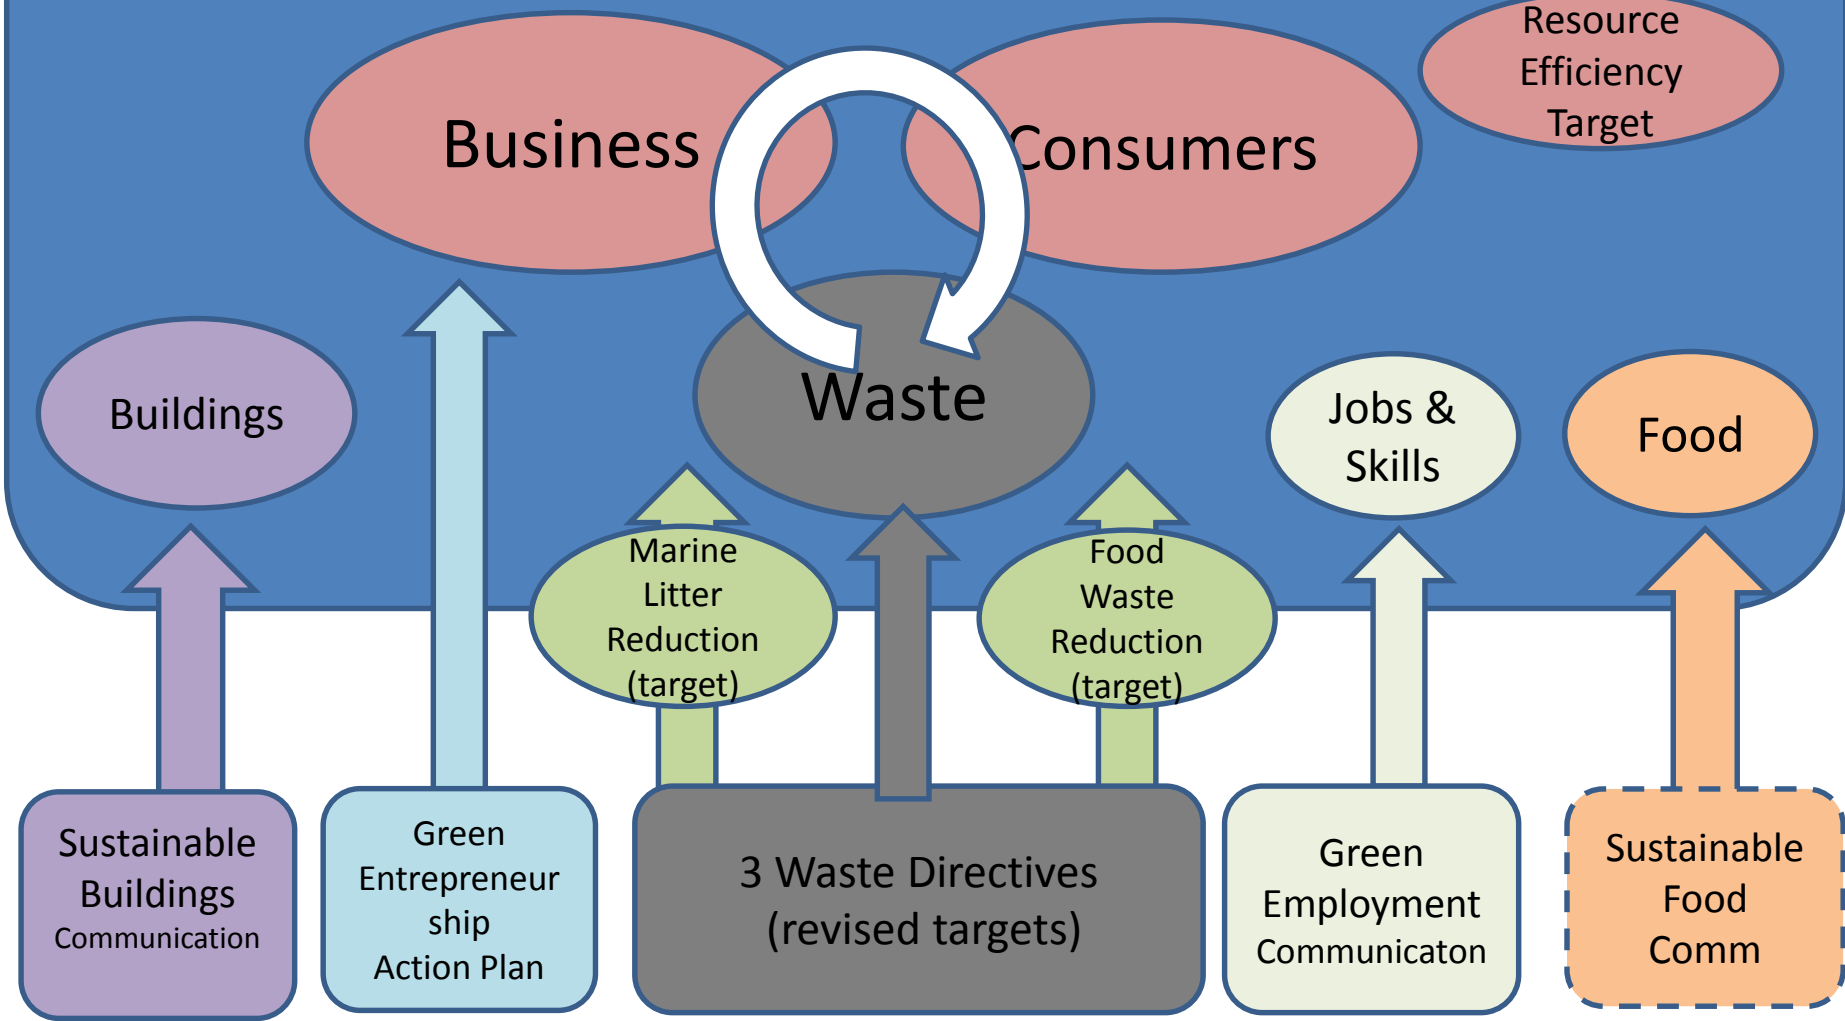 Resource
Efficiency
Target
Business
Consumers
Waste
Buildings
Jobs &
Skills
Food
Marine
Litter
Reduction
(target)
Food
Waste
Reduction
(target)
Sustainable
Buildings
Communication
Green
Entrepreneur
ship
Action Plan
3 Waste Directives
(revised targets)
Green
Employment
Communicaton
Sustainable
Food
Comm